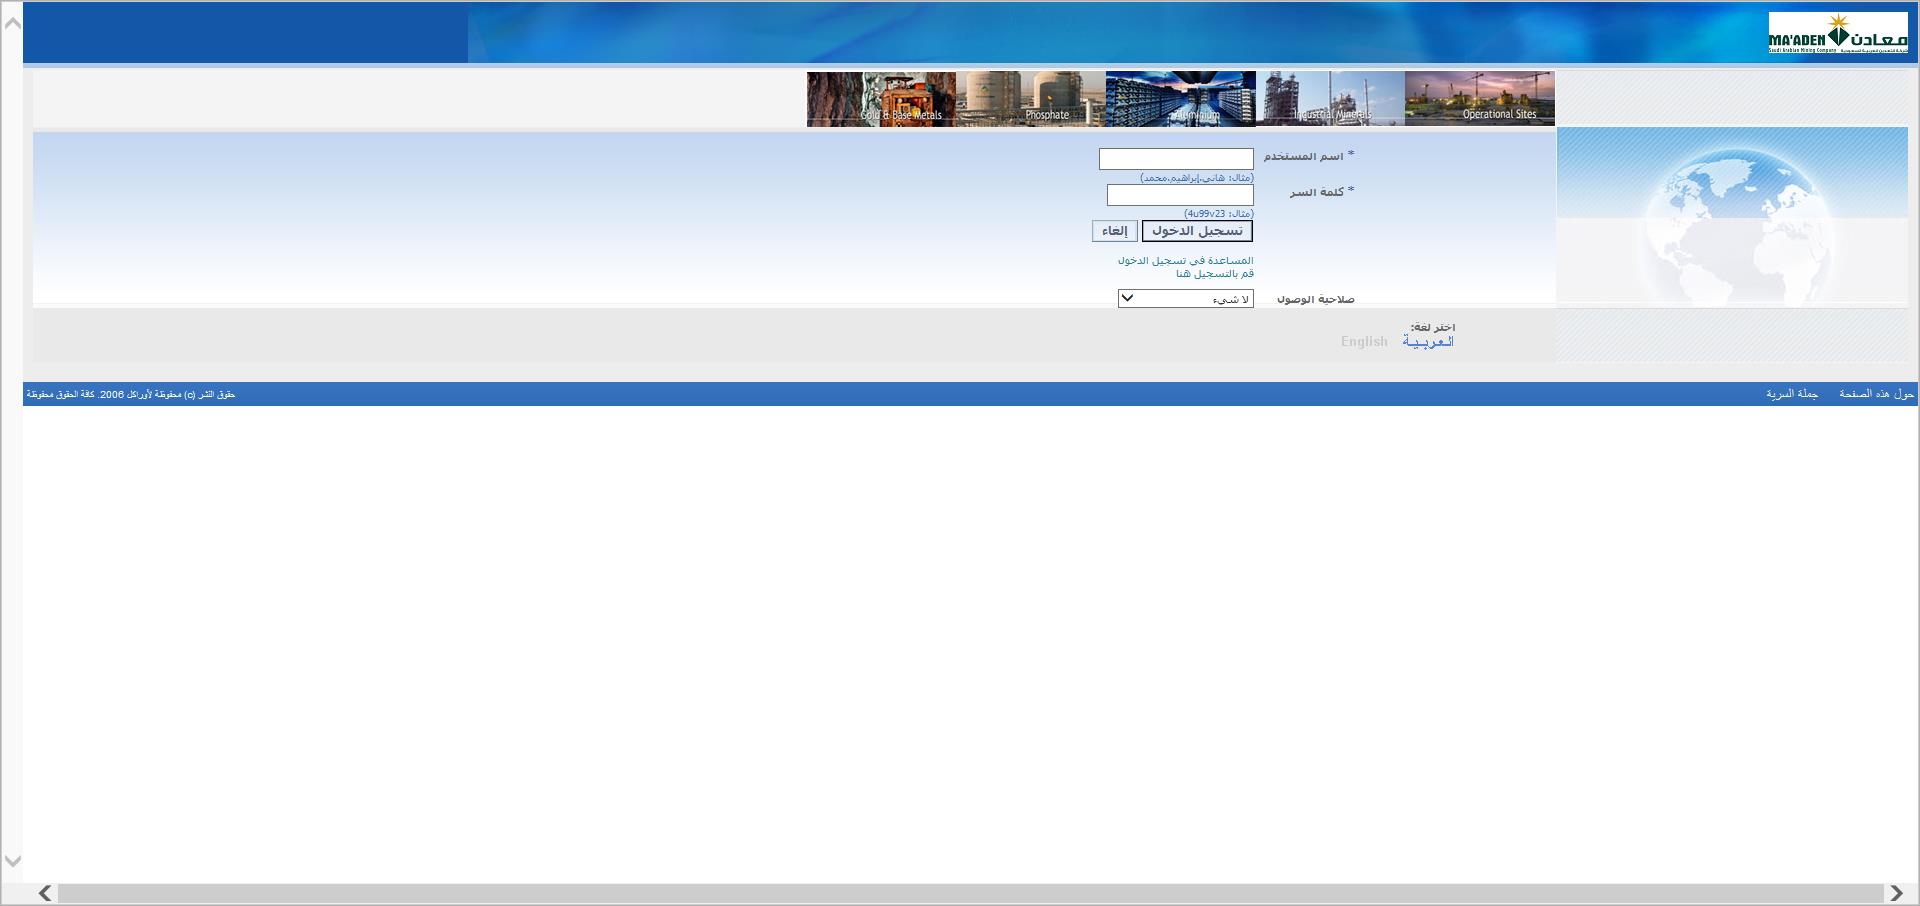 MA'ADEN معادن
Saudi Arabian Mining Company شركة التعدين العربية السعودية
Gold & Base Metals
Phosphate
Aluminium
Industrial Minerals
Operational Sites
* اسم المستخدم
(مثال: هاني.إبراهيم.محمد)
* كلمة السر
(مثال: 4u99v23)
تسجيل الدخول إلغاء
المساعدة في تسجيل الدخول
قم بالتسجيل هنا
صلاحية الوصول لا شيء
اختر لغة:
العربية English
حول هذه الصفحة جملة السرية
حقوق النشر (c) محفوظة لأوراكل 2006. كافة الحقوق محفوظة